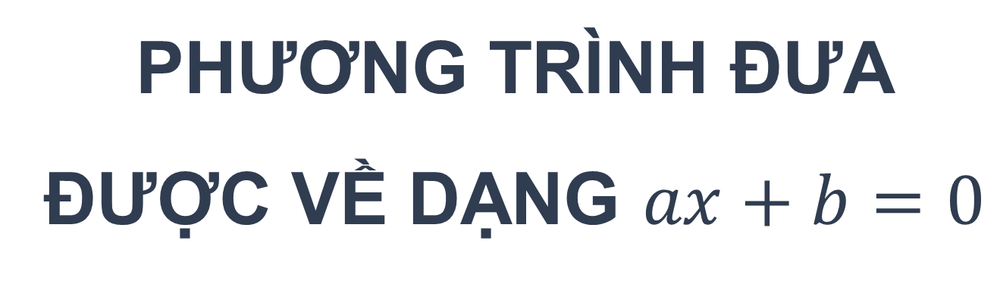 PHƯƠNG TRÌNH ĐƯA
ĐƯỢC VỀ DẠNG ax + b = 0